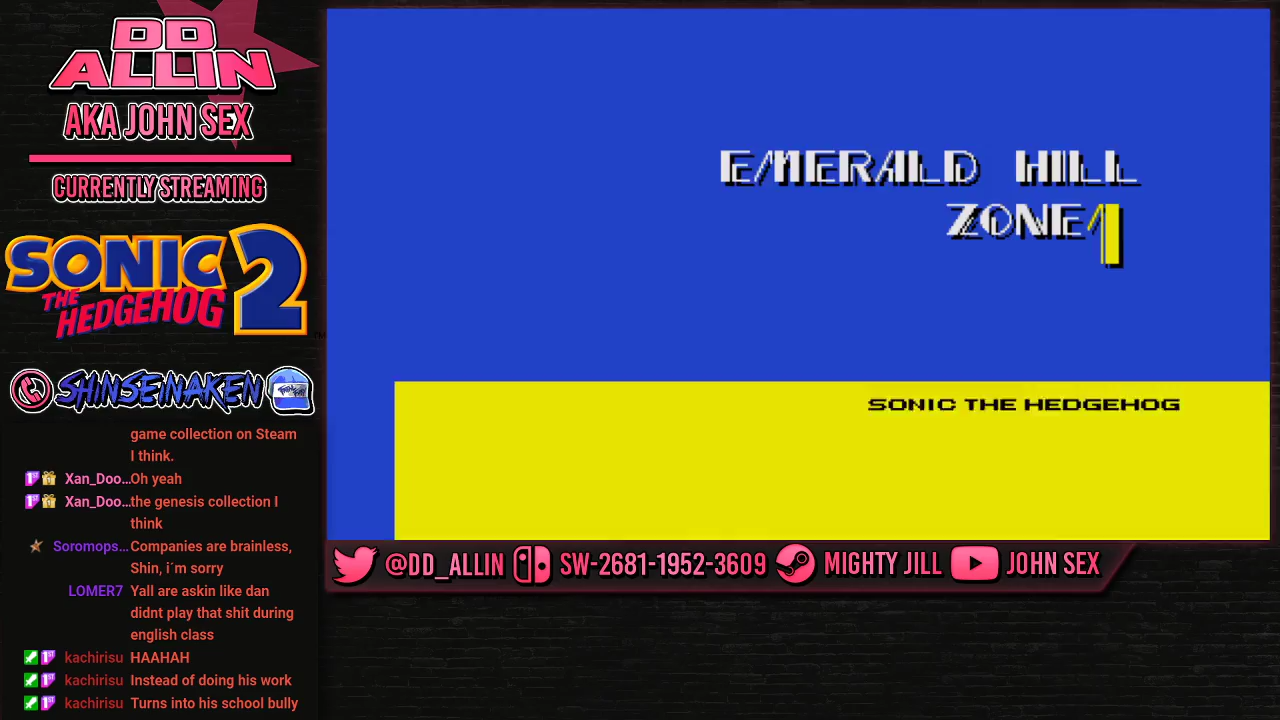 DD
ALLIN
AKA JOHN SEX
CURRENTLY STREAMING
SONIC
THE
HEDGEHOG
2
TM
SHINSEINAKEN
game collection on Steam
I think.
Xan_Doo... Oh yeah
Xan_Doo... the genesis collection I
think
Soromops... Companies are brainless,
Shin, i´m sorry
LOMER7 Yall are askin like dan
didnt play that shit during
english class
kachirisu HAAHAH
kachirisu Instead of doing his work
kachirisu Turns into his school bully
EMERALD HILL
ZONE 1
SONIC THE HEDGEHOG
@DD_ALLIN SW-2681-1952-3609 MIGHTY JILL JOHN SEX